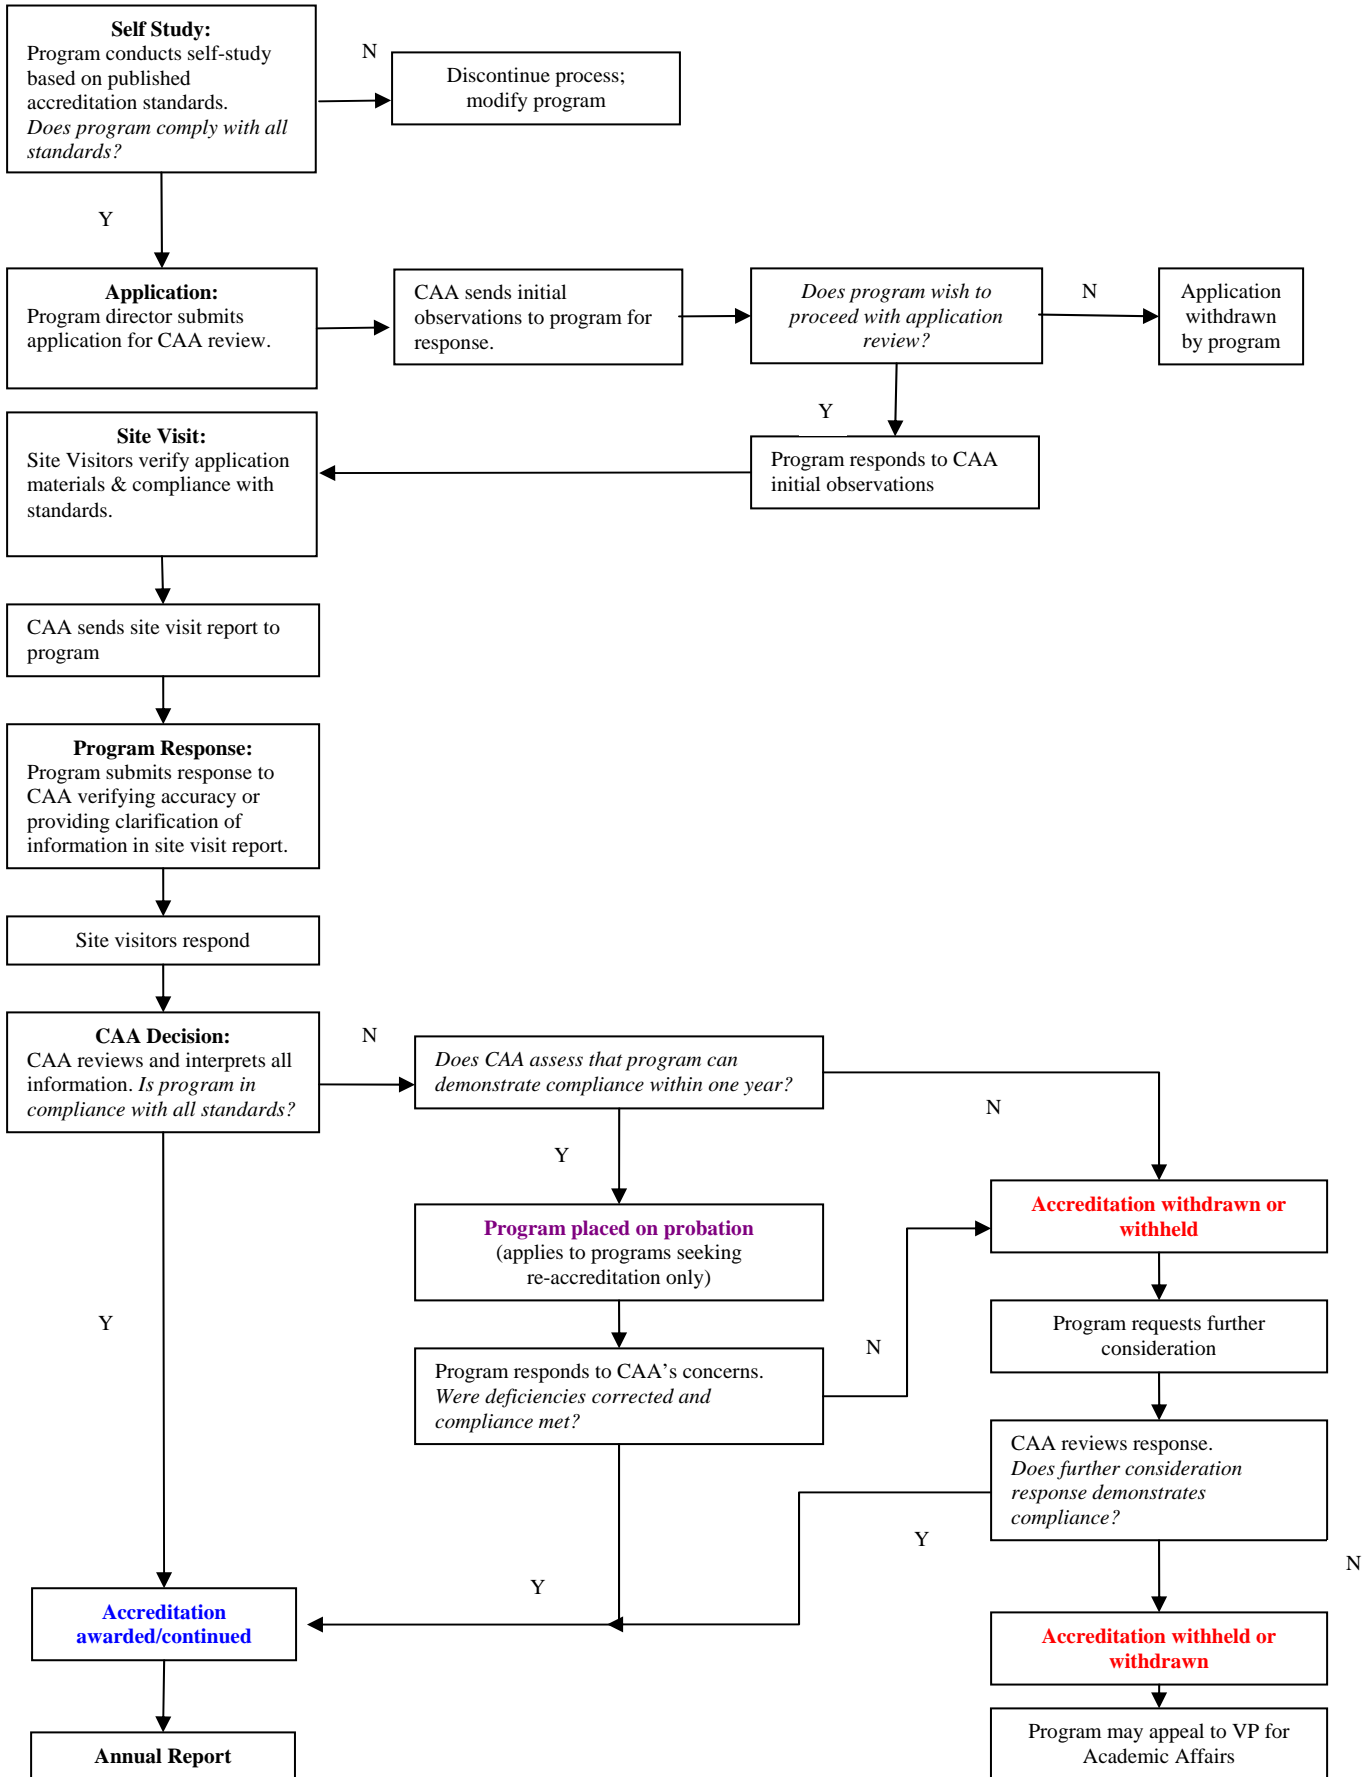 Self Study:
Program conducts self-study
based on published
accreditation standards.
Does program comply with all
standards?
N
Discontinue process;
modify program
Y
Application:
Program director submits
application for CAA review.
CAA sends initial
observations to program for
response.
Does program wish to
proceed with application
review?
N
Application
withdrawn
by program
Y
Program responds to CAA
initial observations
Site Visit:
Site Visitors verify application
materials & compliance with
standards.
CAA sends site visit report to
program
Program Response:
Program submits response to
CAA verifying accuracy or
providing clarification of
information in site visit report.
Site visitors respond
CAA Decision:
CAA reviews and interprets all
information. Is program in
compliance with all standards?
N
Does CAA assess that program can
demonstrate compliance within one year?
N
Y
Program placed on probation
(applies to programs seeking
re-accreditation only)
Accreditation withdrawn or
withheld
Y
Program requests further
consideration
Program responds to CAA’s concerns.
Were deficiencies corrected and
compliance met?
N
CAA reviews response.
Does further consideration
response demonstrates
compliance?
Y
N
Y
Accreditation
awarded/continued
Accreditation withheld or
withdrawn
Annual Report
Program may appeal to VP for
Academic Affairs